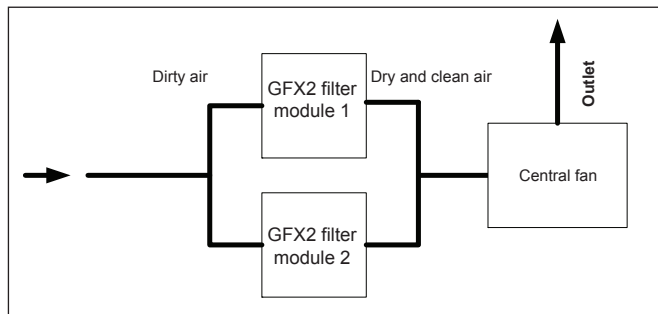 Dirty air
GFX2 filter
module 1
Dry and clean air
Outlet
Central fan
GFX2 filter
module 2